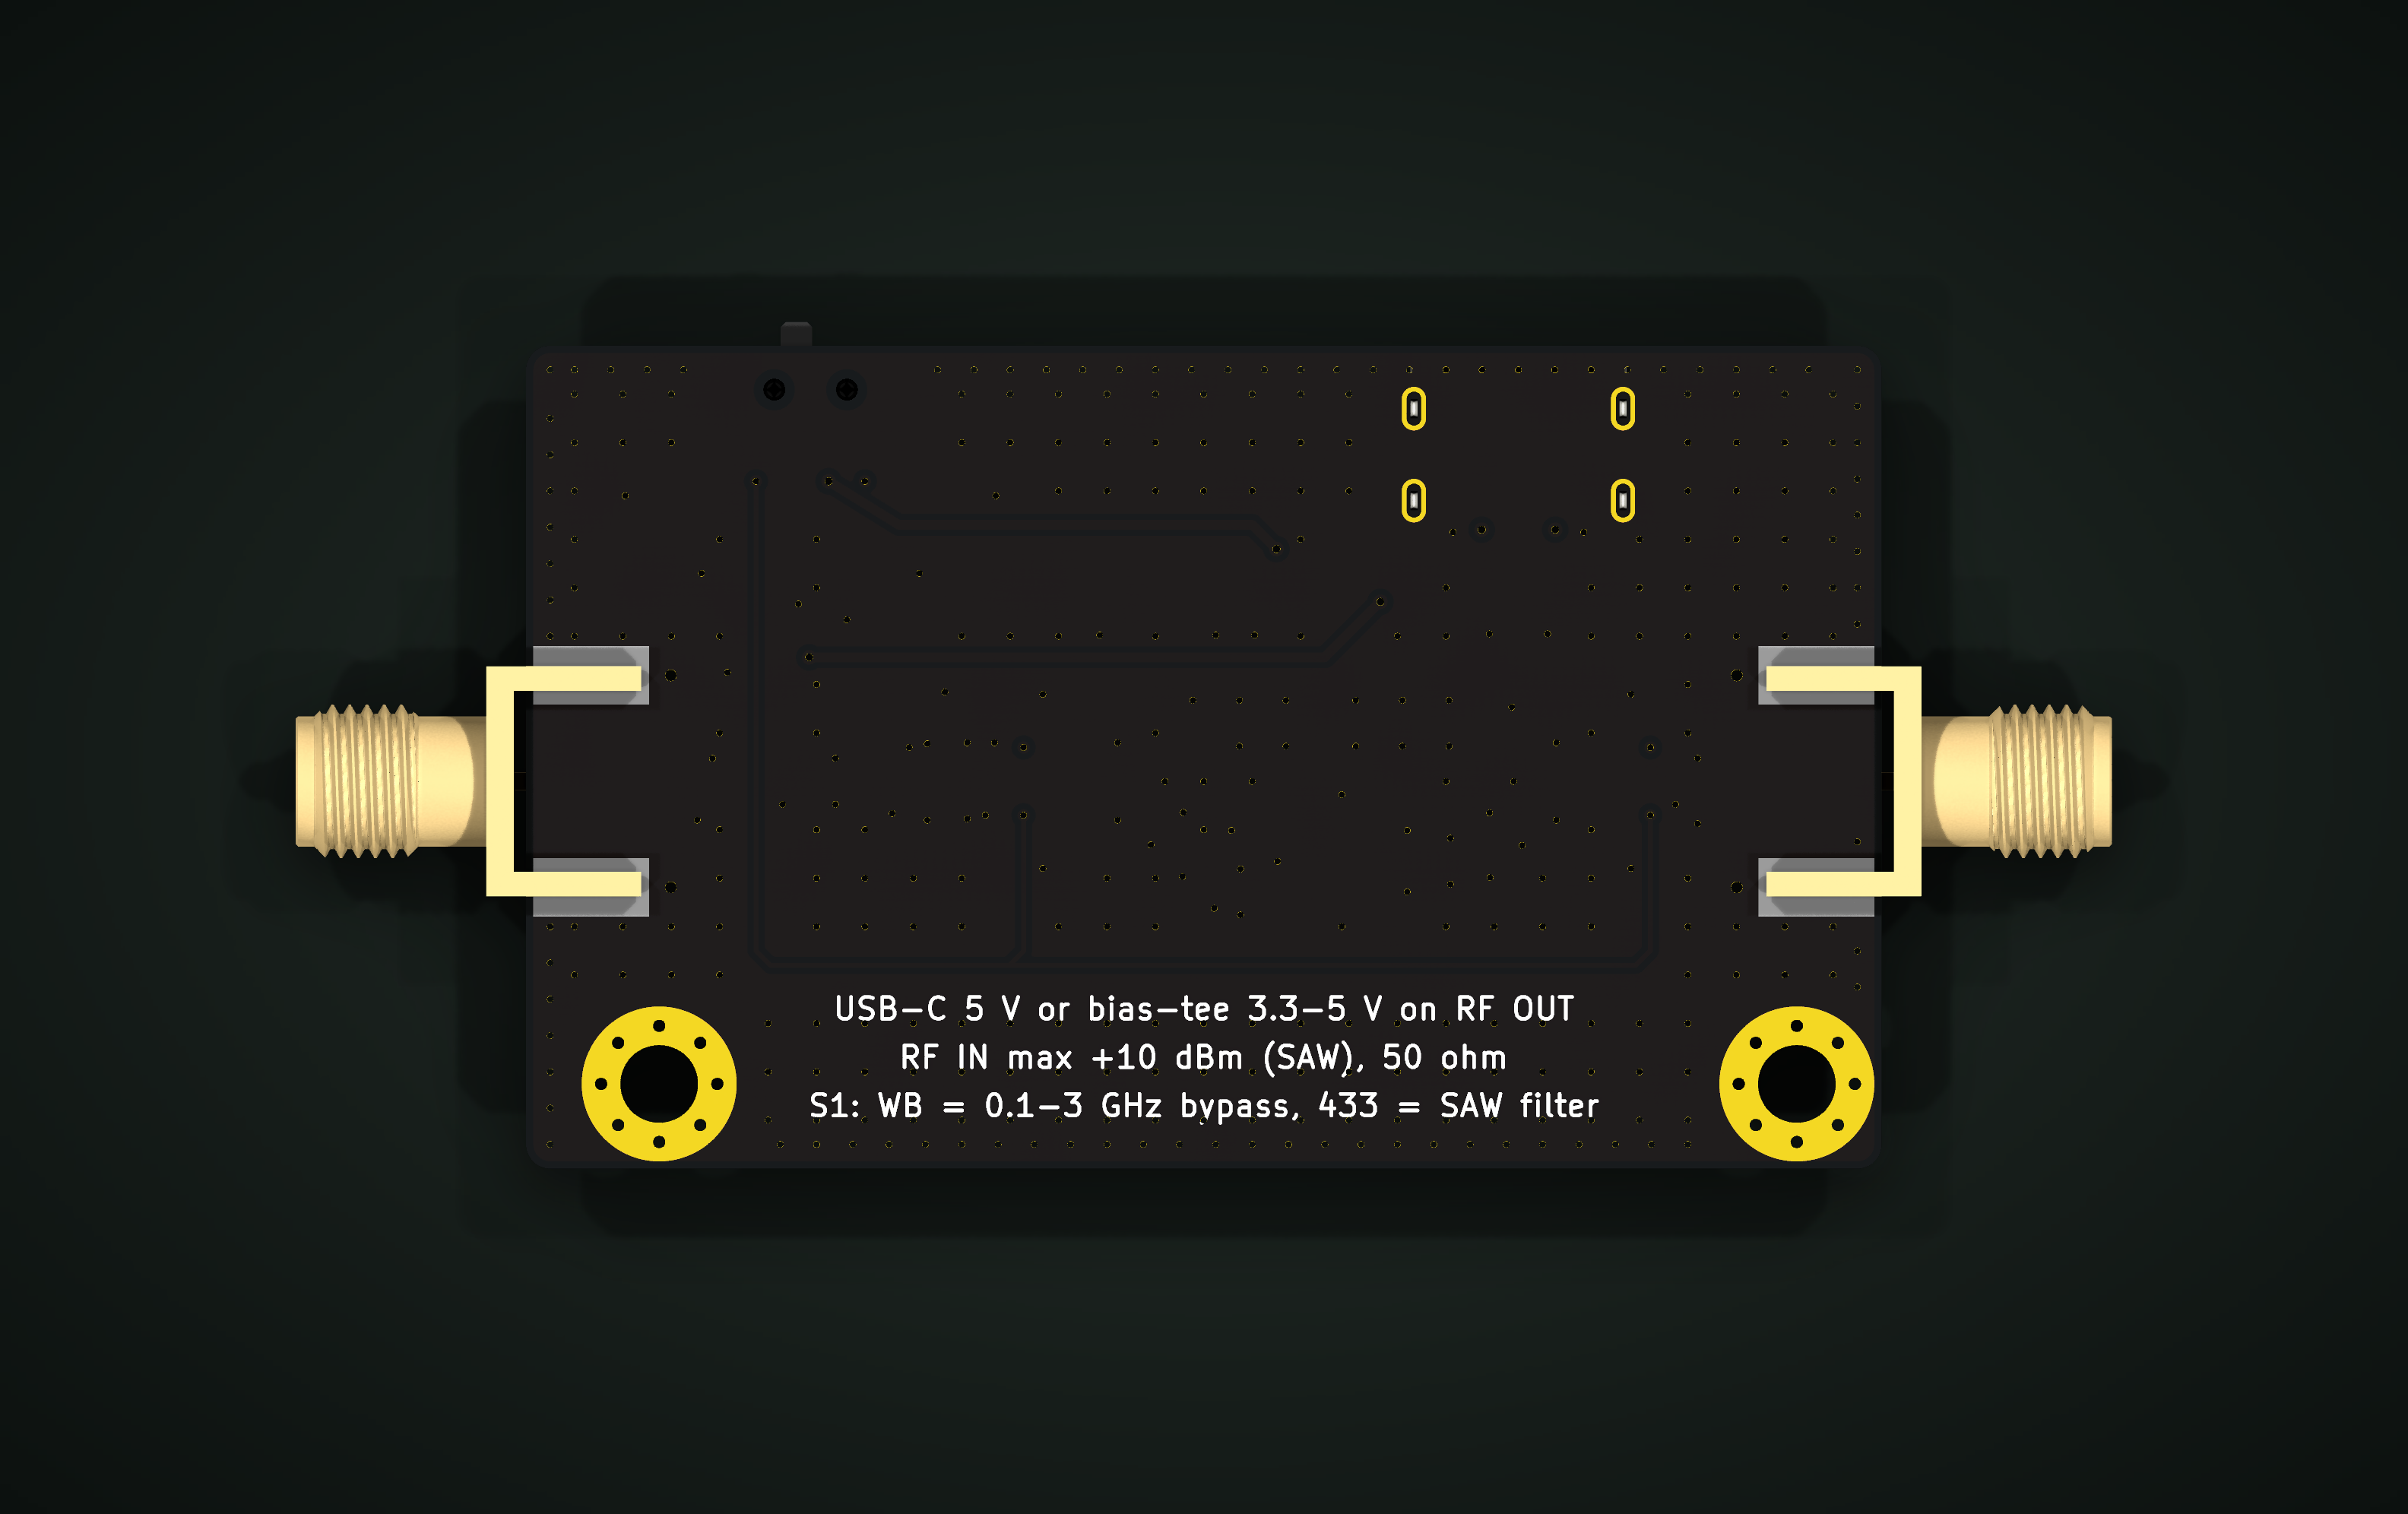 USB-C 5 V or bias-tee 3.3-5 V on RF OUT
RF IN max +10 dBm (SAW), 50 ohm
S1: WB = 0.1-3 GHz bypass, 433 = SAW filter